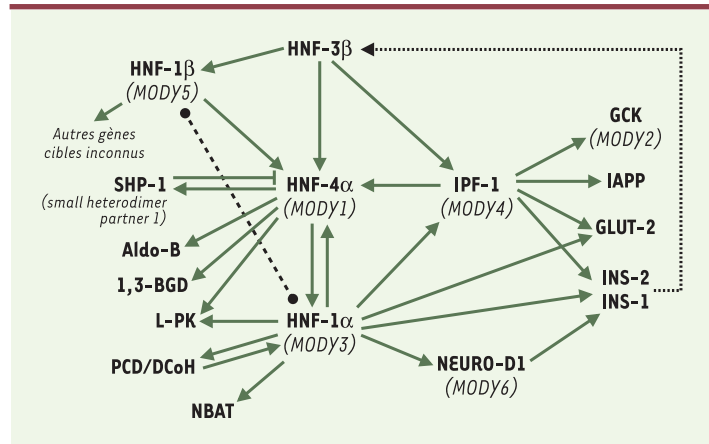 HNF-3β
HNF-1β
(MODY5)
Autres gènes
cibles inconnus
GCK
(MODY2)
SHP-1
(small heterodimer
partner 1)
HNF-4α
(MODY1)
IPF-1
(MODY4)
IAPP
GLUT-2
Aldo-B
1,3-BGD
INS-2
INS-1
L-PK
HNF-1α
(MODY3)
PCD/DCoH
NEURO-D1
(MODY6)
NBAT